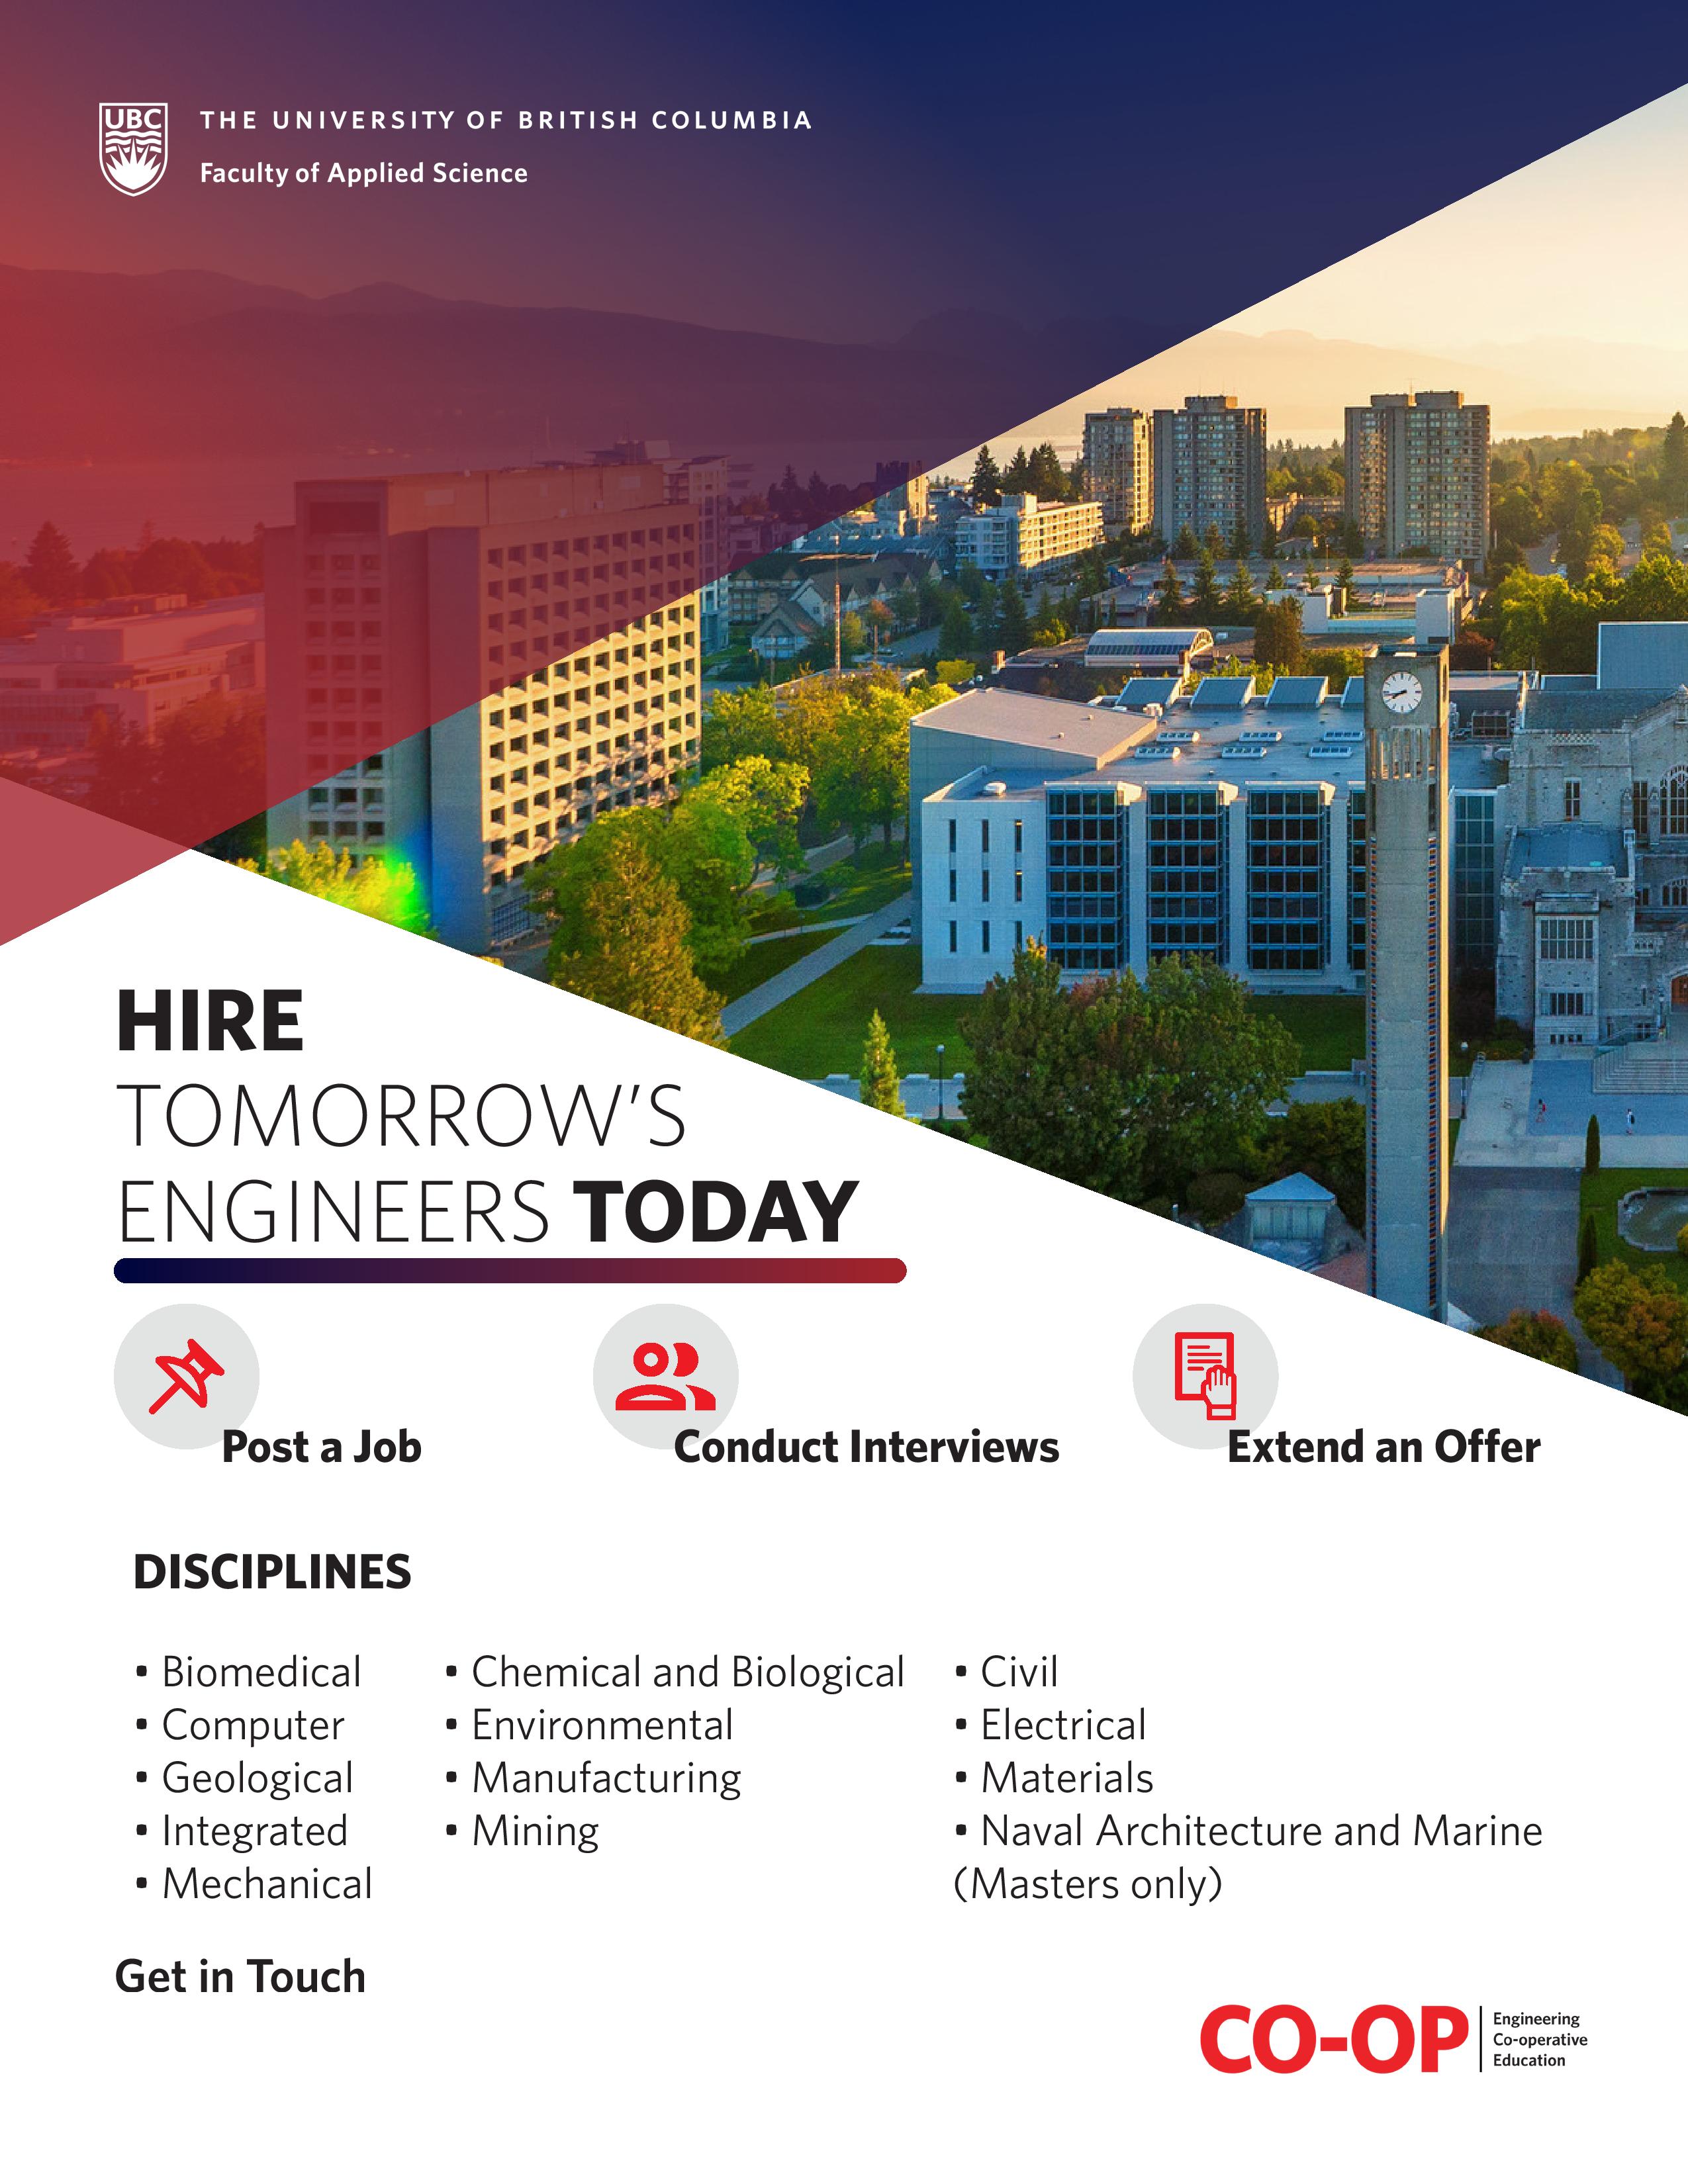 UBC
THE UNIVERSITY OF BRITISH COLUMBIA
Faculty of Applied Science
HIRE
TOMORROW'S
ENGINEERS TODAY
Post a Job
Conduct Interviews
Extend an Offer
DISCIPLINES
• Biomedical
• Computer
• Geological
• Integrated
• Mechanical
• Chemical and Biological
• Environmental
• Manufacturing
• Mining
• Civil
• Electrical
• Materials
• Naval Architecture and Marine
(Masters only)
Get in Touch
CO-OP
Engineering
Co-operative
Education